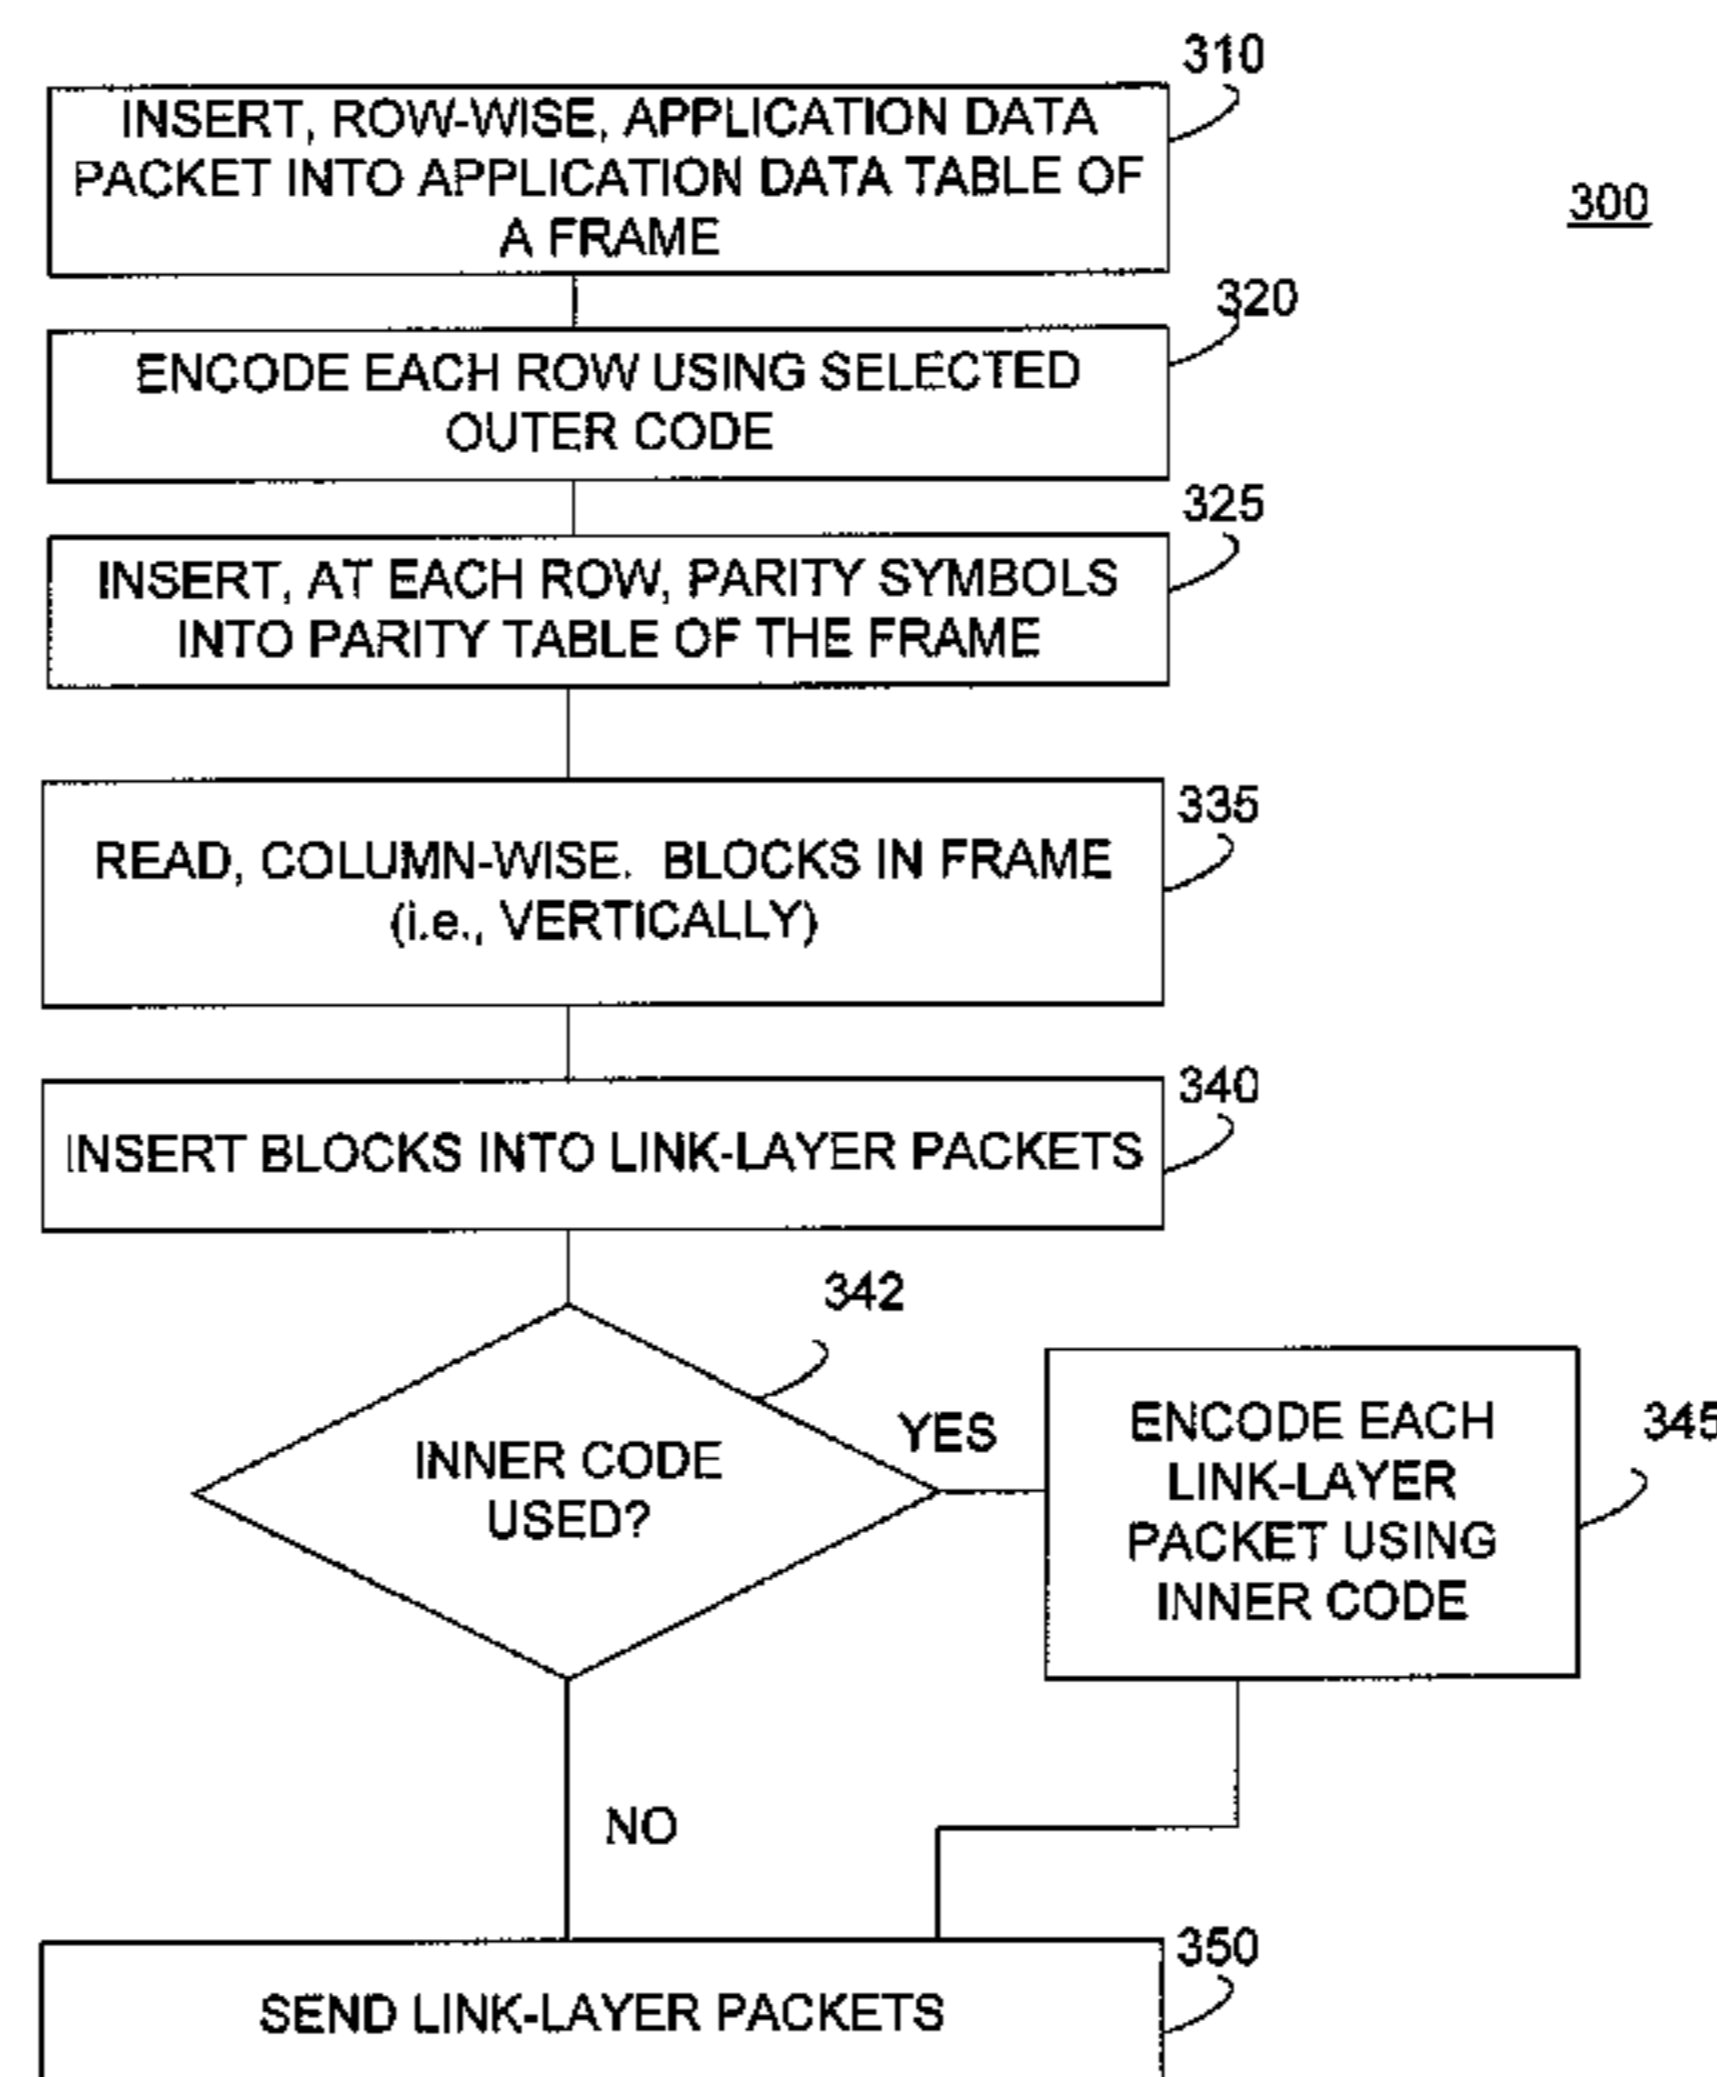 310
INSERT, ROW-WISE, APPLICATION DATA
PACKET INTO APPLICATION DATA TABLE OF
A FRAME
300
320
ENCODE EACH ROW USING SELECTED
OUTER CODE
325
INSERT, AT EACH ROW, PARITY SYMBOLS
INTO PARITY TABLE OF THE FRAME
335
READ, COLUMN-WISE. BLOCKS IN FRAME
(i.e., VERTICALLY)
340
INSERT BLOCKS INTO LINK-LAYER PACKETS
342
INNER CODE
USED?
YES
ENCODE EACH
LINK-LAYER
PACKET USING
INNER CODE
345
NO
350
SEND LINK-LAYER PACKETS